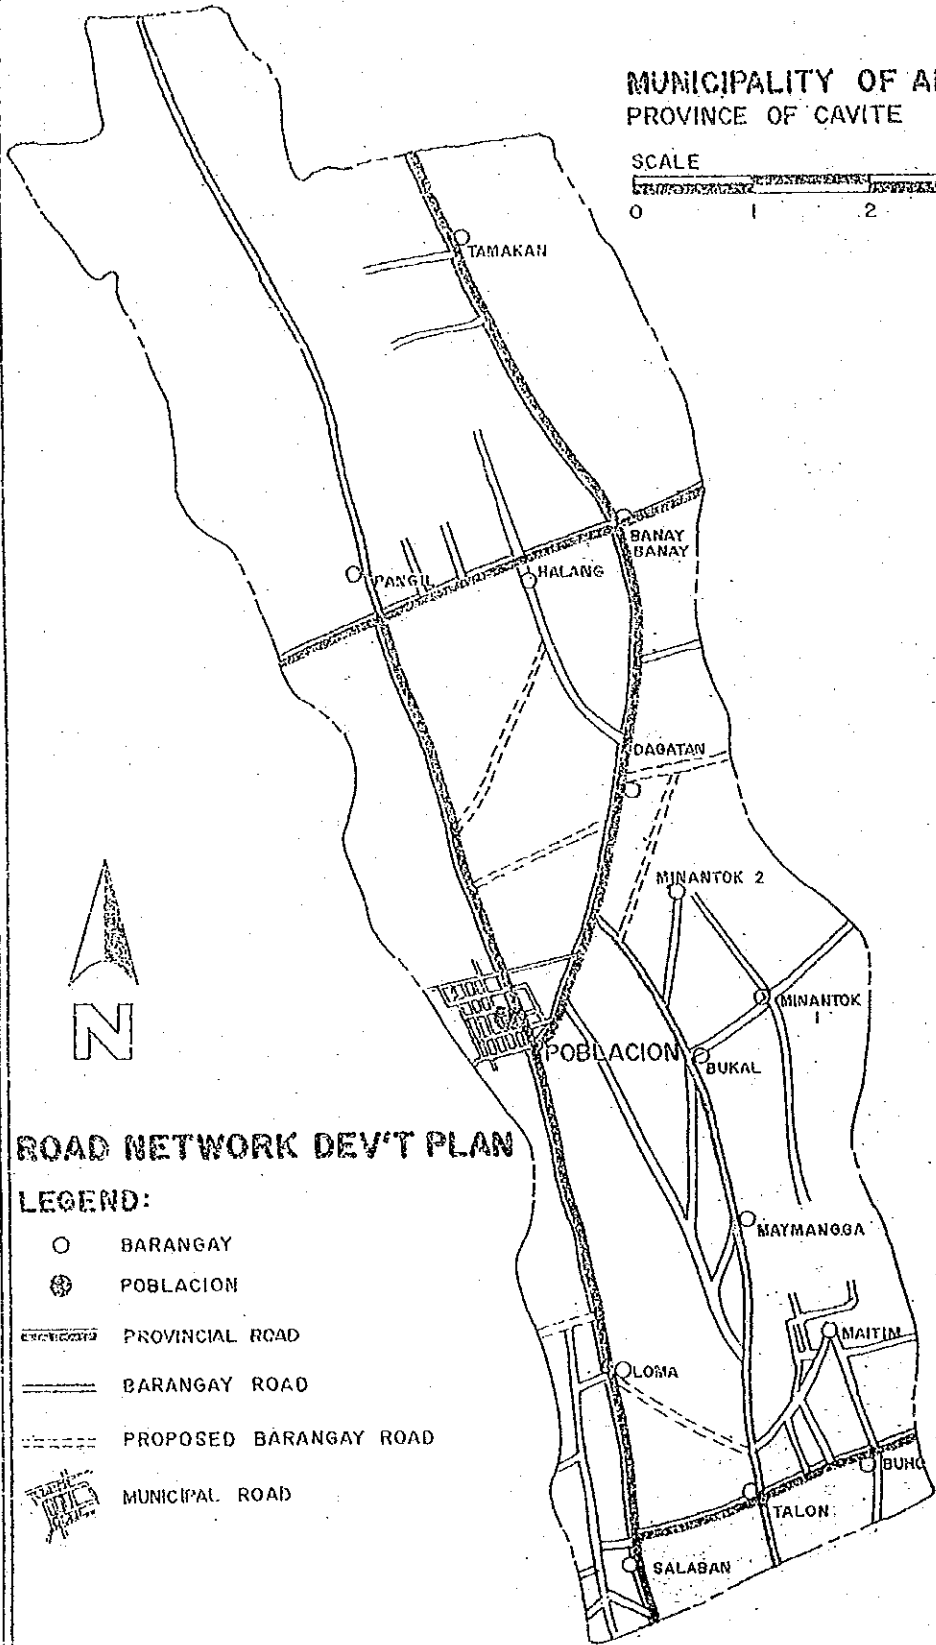 MUNICIPALITY OF
PROVINCE OF CAVITE
SCALE
0 1 2
TAMAKAN
BANAY
BANAY
PANGIL
HALANG
DAGATAN
MINANTOK 2
MINANTOK
1
N
POBLACION
BUKAL
ROAD NETWORK DEV'T PLAN
LEGEND:
BARANGAY
POBLACION
PROVINCIAL ROAD
BARANGAY ROAD
PROPOSED BARANGAY ROAD
MUNICIPAL ROAD
MAYMANGGA
MAITIM
LOMA
BUHO
TALON
SALABAN